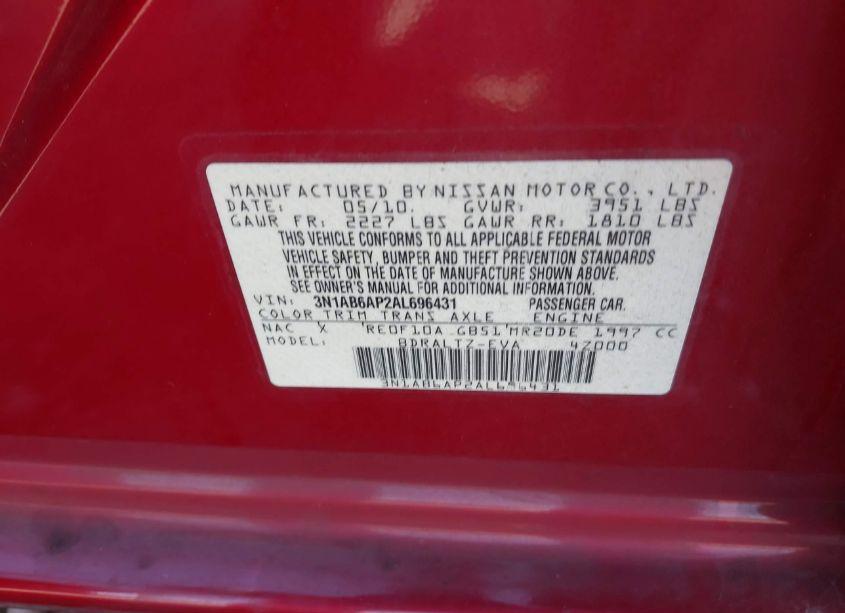 MANUFACTURED BY NISSAN MOTOR CO., LTD.
DATE: 05/10. GVWR: 3951 LBS
GAWR FR: 2227 LBS GAWR RR: 1810 LBS
THIS VEHICLE CONFORMS TO ALL APPLICABLE FEDERAL MOTOR
VEHICLE SAFETY, BUMPER AND THEFT PREVENTION STANDARDS
IN EFFECT ON THE DATE OF MANUFACTURE SHOWN ABOVE.
SEE OWNER'S MANUAL FOR ADDITIONAL INFORMATION.
VIN: 3N1AB6AP2AL696431 PASSENGER CAR.
COLOR TRIM TRANS AXLE ENGINE
NAC X RE0F10A GB51 MR20DE 1997 CC
MODEL: BDRALTZ-EVA 4Z000
3N1AB6AP2AL696431